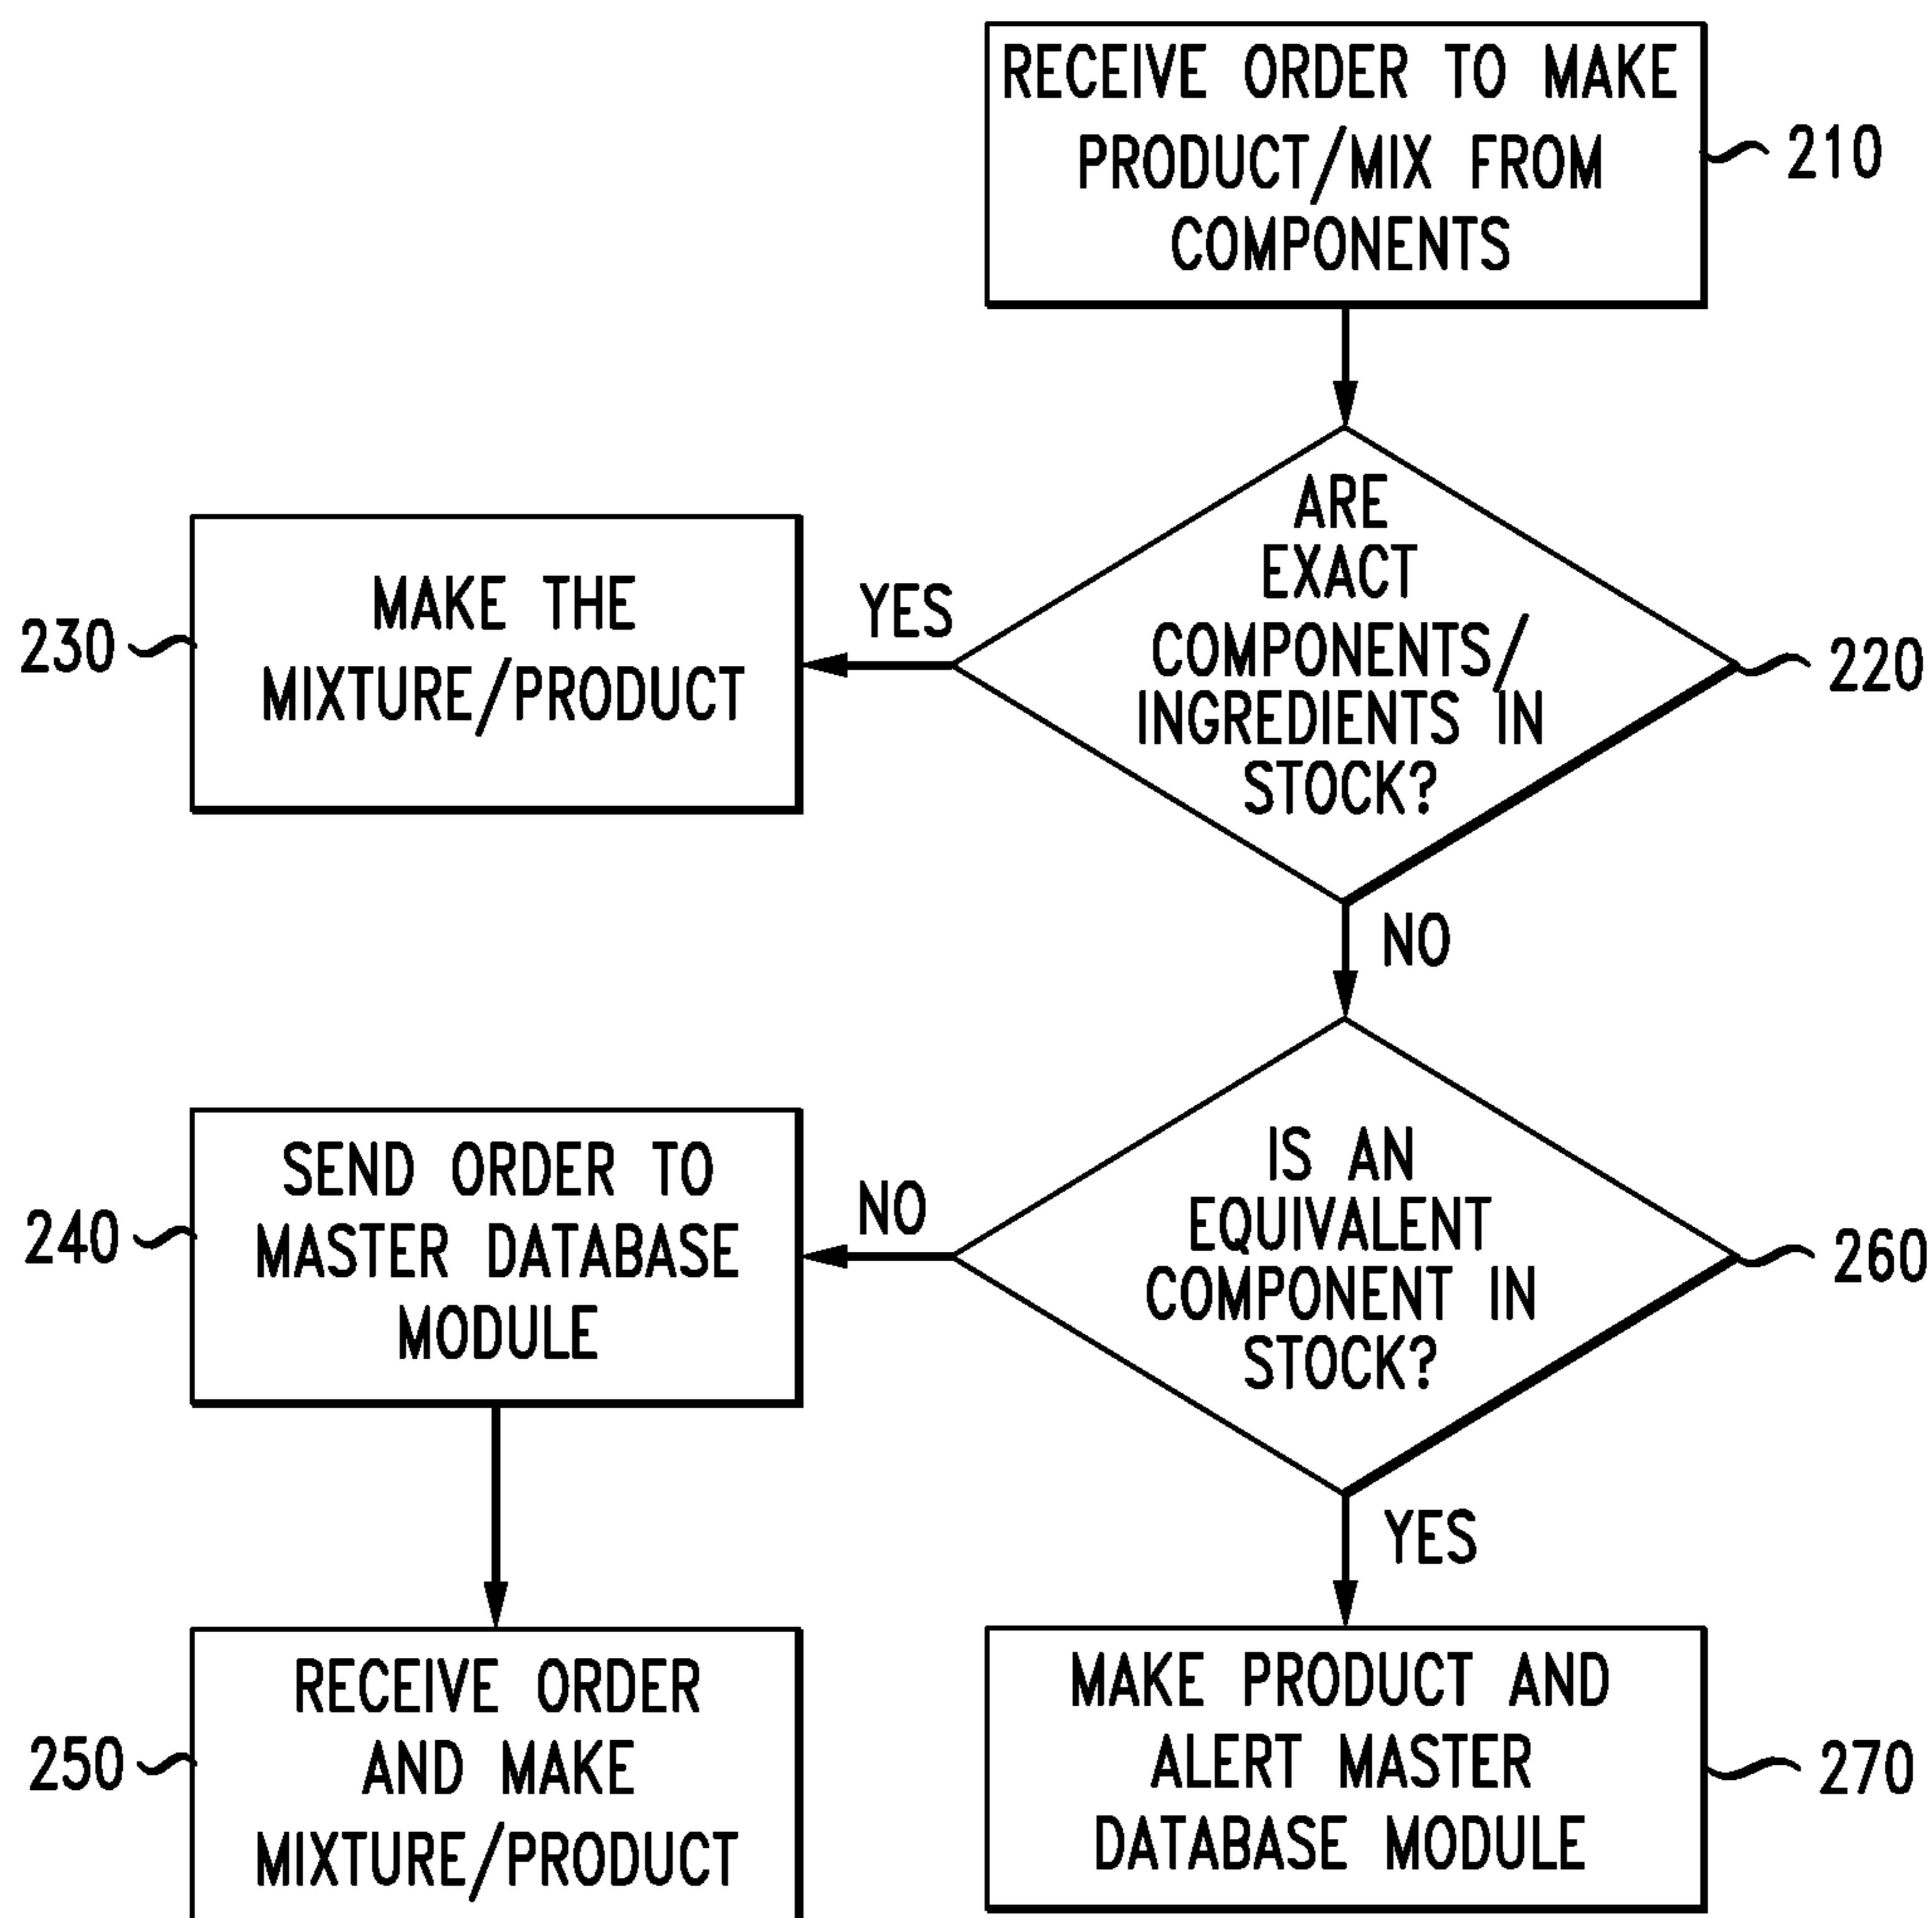 RECEIVE ORDER TO MAKE
PRODUCT/MIX FROM
COMPONENTS
210
ARE
EXACT
COMPONENTS/
INGREDIENTS IN
STOCK?
220
YES
MAKE THE
MIXTURE/PRODUCT
230
NO
IS AN
EQUIVALENT
COMPONENT IN
STOCK?
260
NO
SEND ORDER TO
MASTER DATABASE
MODULE
240
YES
RECEIVE ORDER
AND MAKE
MIXTURE/PRODUCT
250
MAKE PRODUCT AND
ALERT MASTER
DATABASE MODULE
270